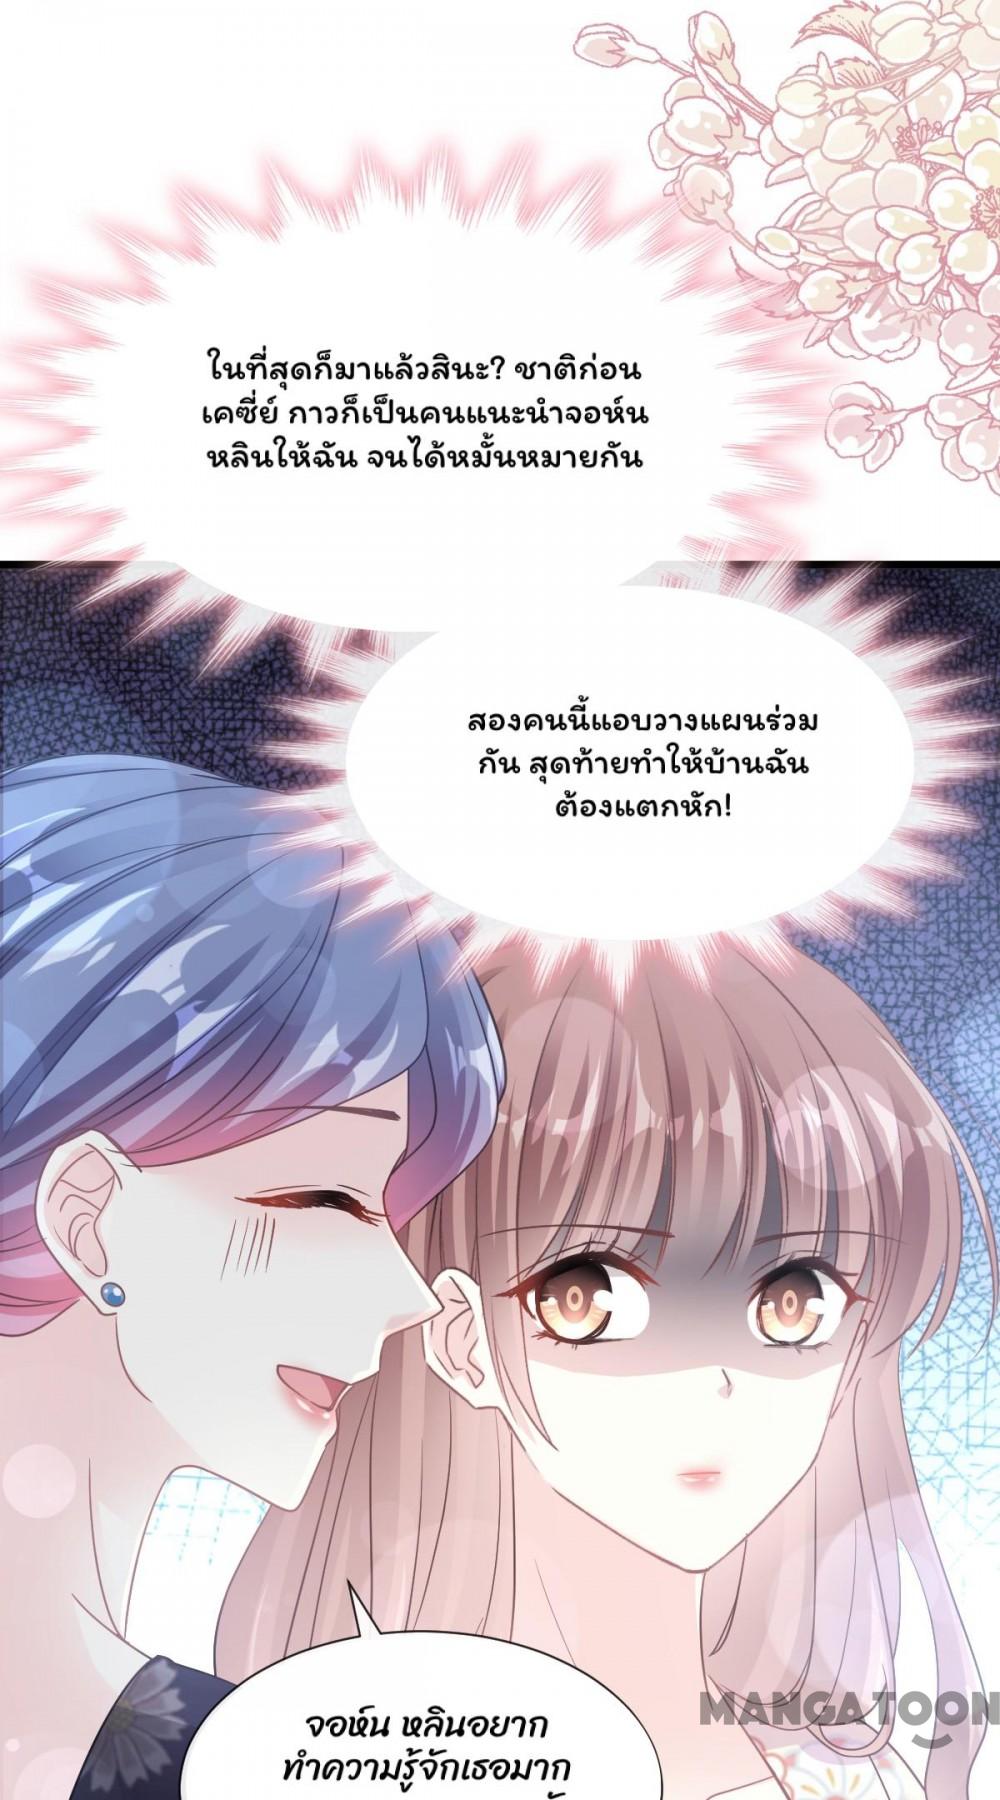 ในที่สุดก็มาแล้วสินะ? ชาติก่อน
เคซี่ย์ กาวก็เป็นคนแนะนำจอห์น
หลินให้ฉัน จนได้หมั้นหมายกัน
สองคนนี้แอบวางแผนร่วม
กัน สุดท้ายทำให้บ้านฉัน
ต้องแตกหัก!
จอห์น หลินอยาก
ทำความรู้จักเธอมาก
MANGATOON